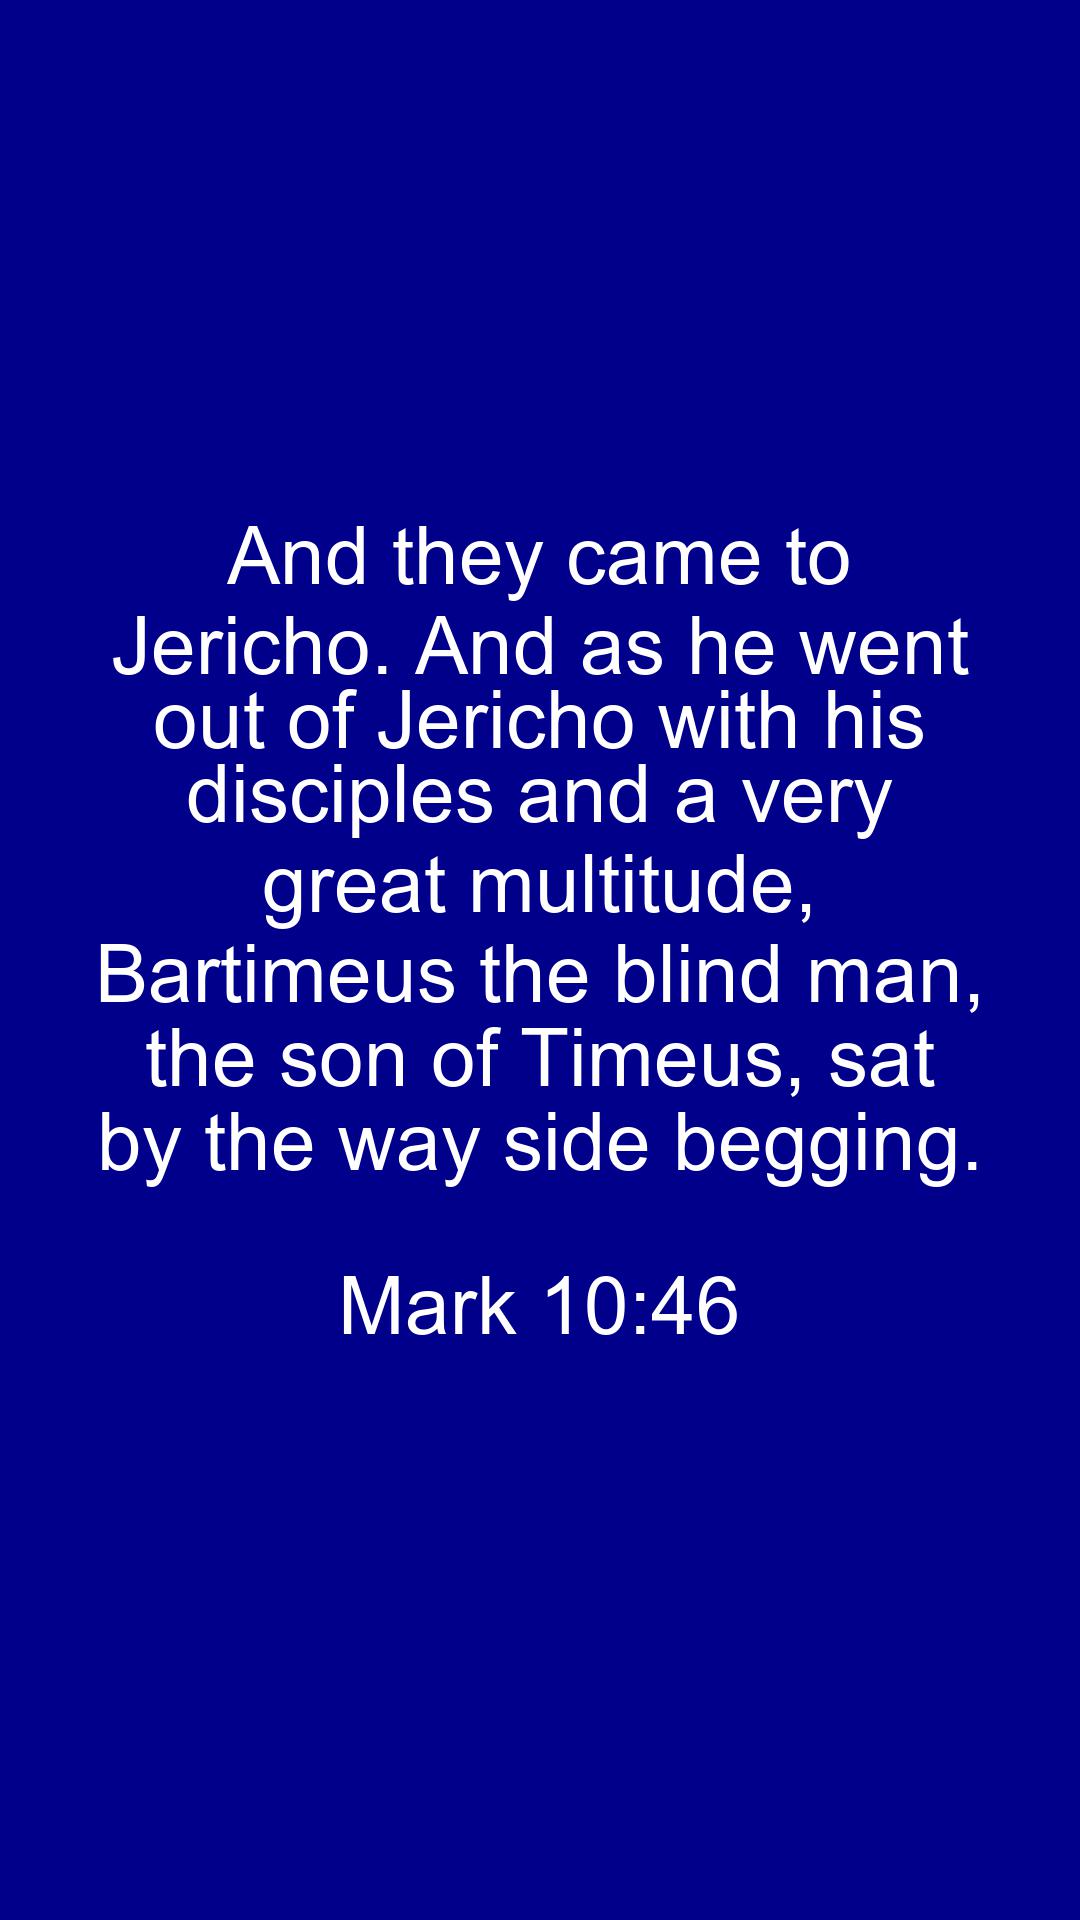 And they came to
Jericho. And as he went
out of Jericho with his
disciples and a very
great multitude,
Bartimeus the blind man,
the son of Timeus, sat
by the way side begging.
Mark 10:46